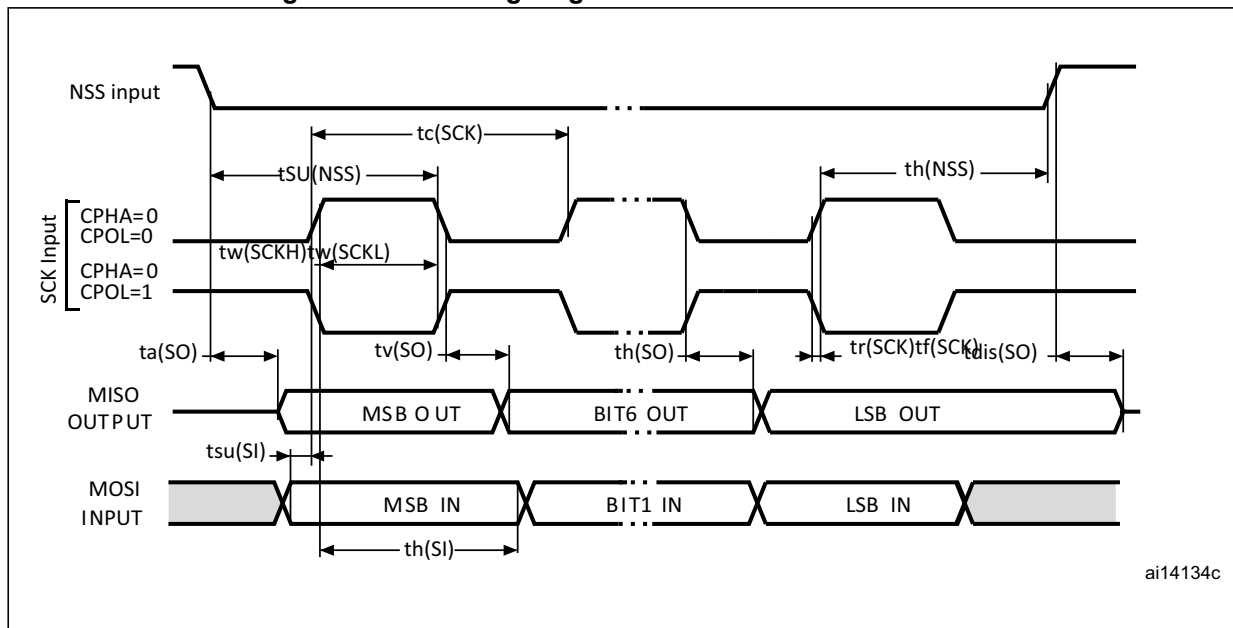 NSS input
tc(SCK)
tSU(NSS)
th(NSS)
SCK Input
CPHA=0
CPOL=0
tw(SCKH)tw(SCKL)
CPHA=0
CPOL=1
ta(SO)
tv(SO)
th(SO)
tr(SCK)tf(SCK)
tdis(SO)
MISO
OUTPUT
MSB OUT
BIT6 OUT
LSB OUT
tsu(SI)
MOSI
INPUT
MSB IN
BIT1 IN
LSB IN
th(SI)
ai14134c